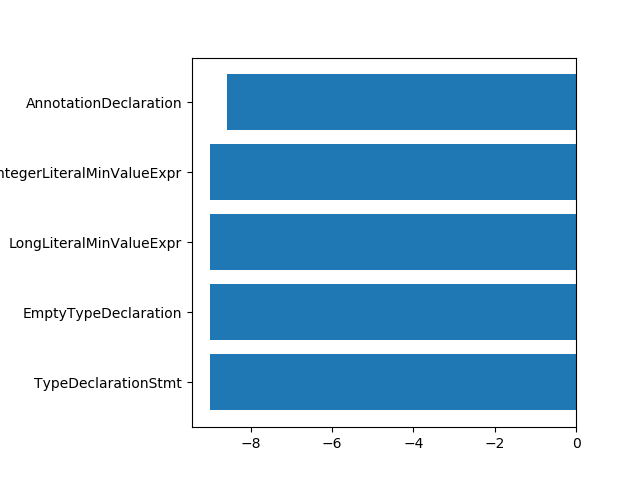 AnnotationDeclaration
ntegerLiteralMinValueExpr
LongLiteralMinValueExpr
EmptyTypeDeclaration
TypeDeclarationStmt
−8 −6 −4 −2 0